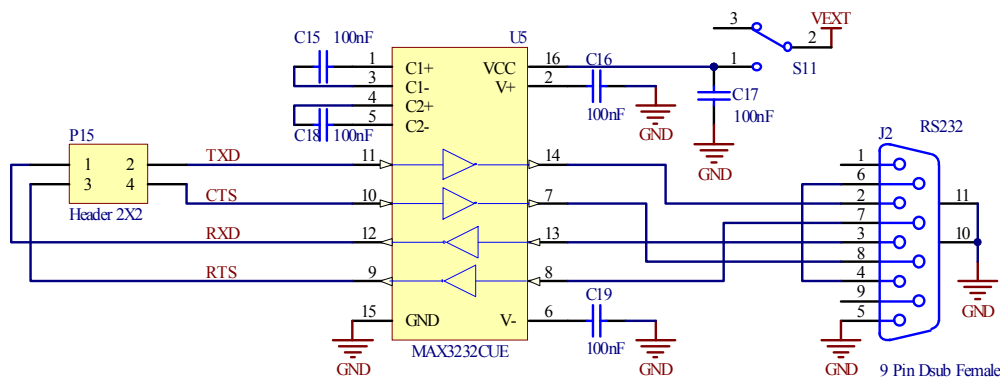 C15 100nF
C18 100nF
U5
1 C1+ VCC 16
3 C1- V+ 2
4 C2+
5 C2-
11 14
10 7
12 13
9 8
15 GND V- 6
MAX3232CUE
GND
C16
100nF
GND
3
VEXT
2
1
S11
C17
100nF
GND
P15
1 2
3 4
Header 2X2
TXD
CTS
RXD
RTS
C19
100nF
GND
J2 RS232
1
6
2
7
3
8
4
9
5
11
10
GND
GND
9 Pin Dsub Female